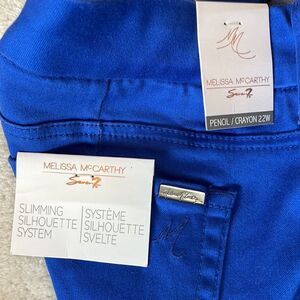 MELISSA McCARTHY
Seven7.
PENCIL / CRAYON 22W
MELISSA McCARTHY
Seven7.
SLIMMING
SILHOUETTE
SYSTEM
SYSTÈME
SILHOUETTE
SVELTE